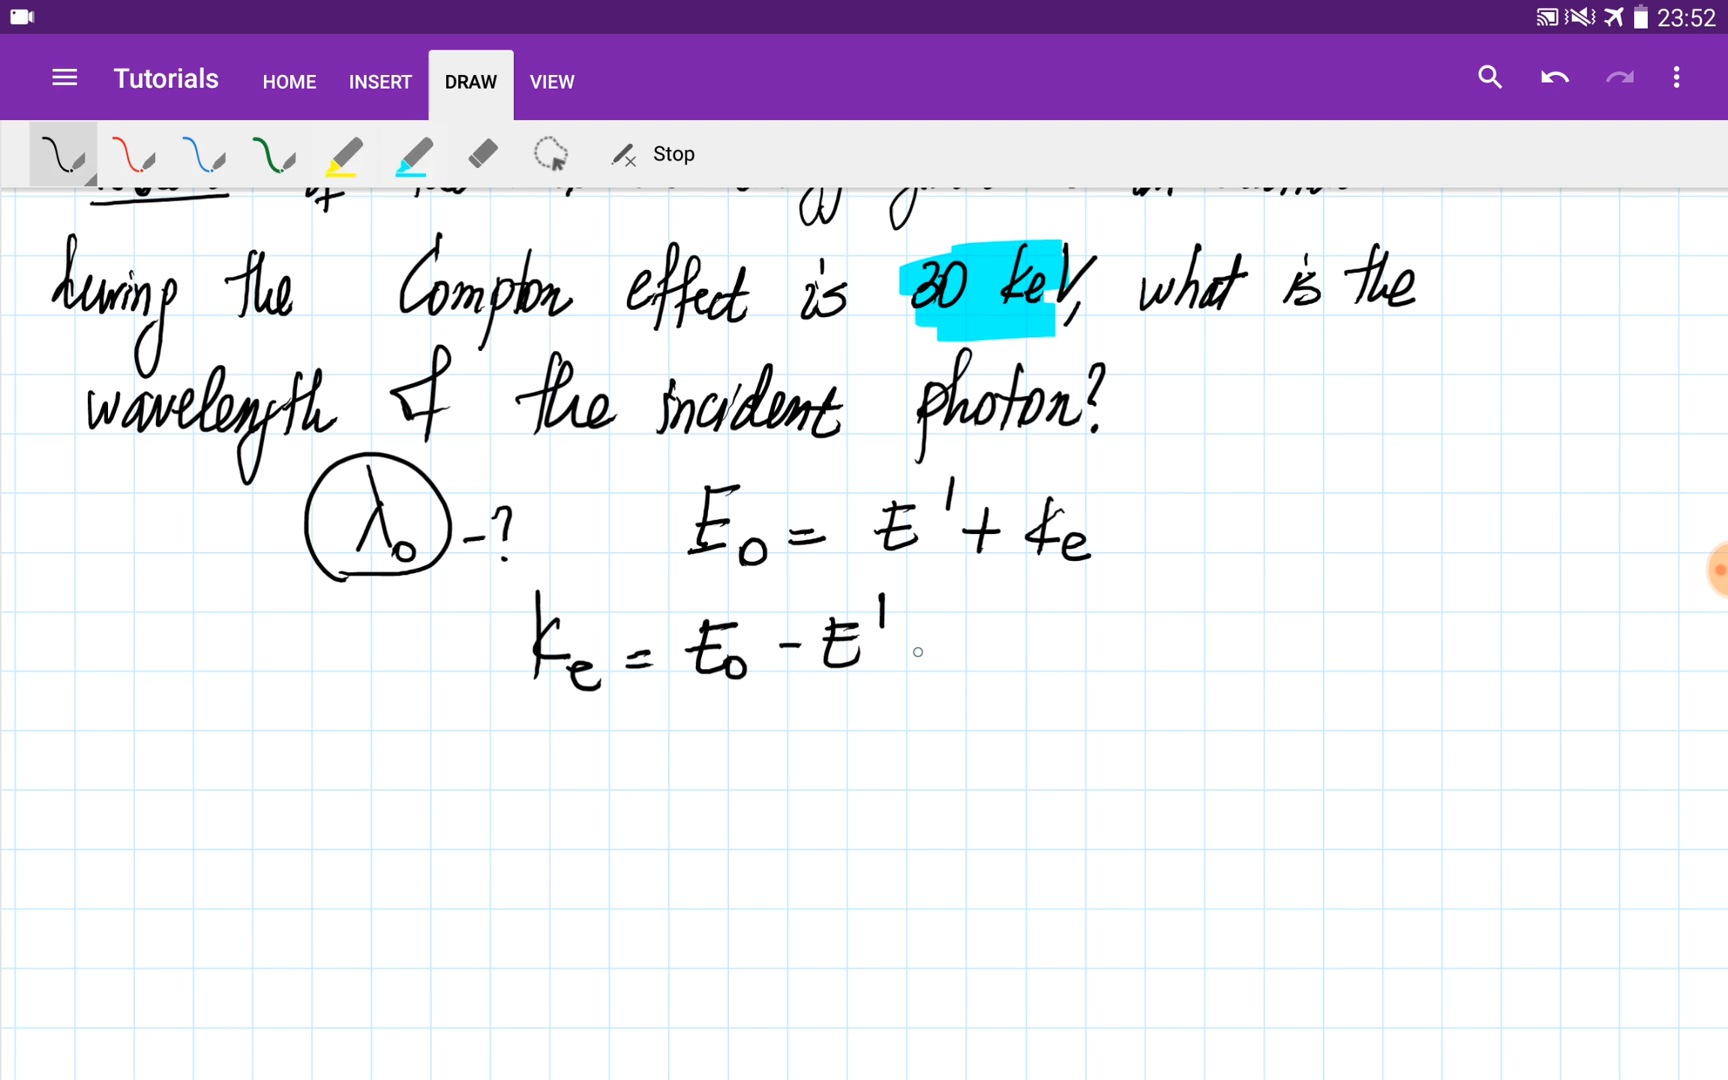 23:52
Tutorials HOME INSERT DRAW VIEW
Stop
during the Compton effect is 30 keV, what is the
wavelength of the incident photon?
λ₀ - ? E₀ = E' + Ke
Ke = E₀ - E'